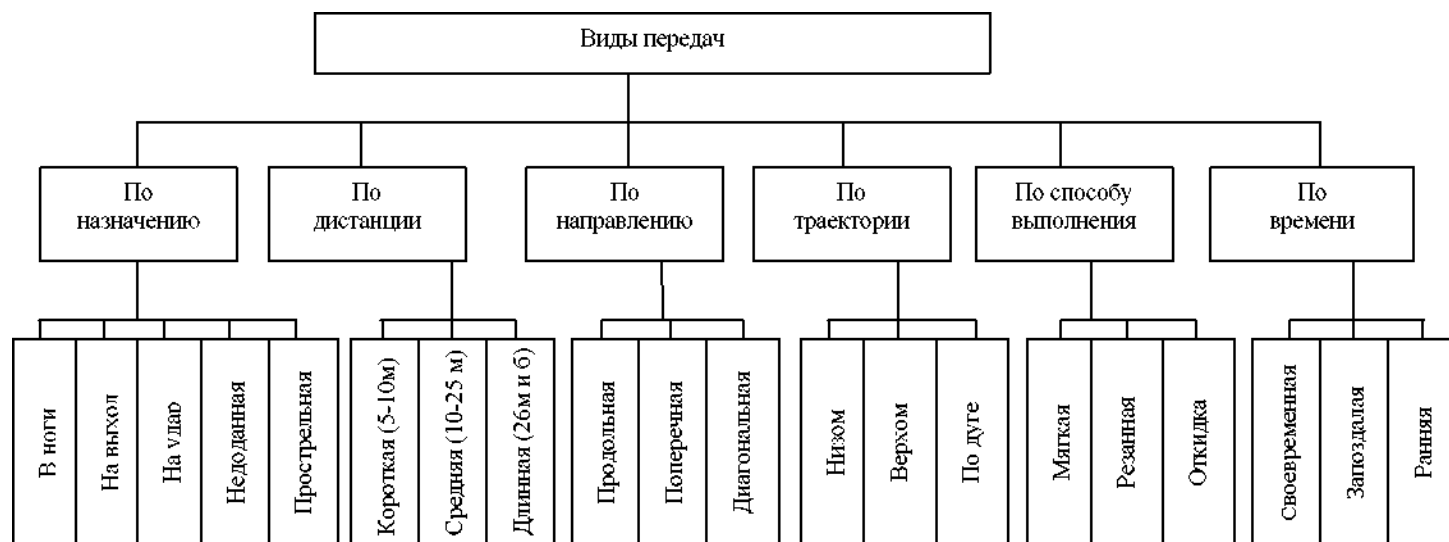 Виды передач
По
назначению
По
дистанции
По
направлению
По
траектории
По способу
выполнения
По
времени
В ноги
На выход
На удар
Недоданная
Прострельная
Короткая (5-10м)
Средняя (10-25 м)
Длинная (26м и б)
Продольная
Поперечная
Диагональная
Низом
Верхом
По дуге
Мягкая
Резанная
Откидка
Своевременная
Запоздалая
Ранняя